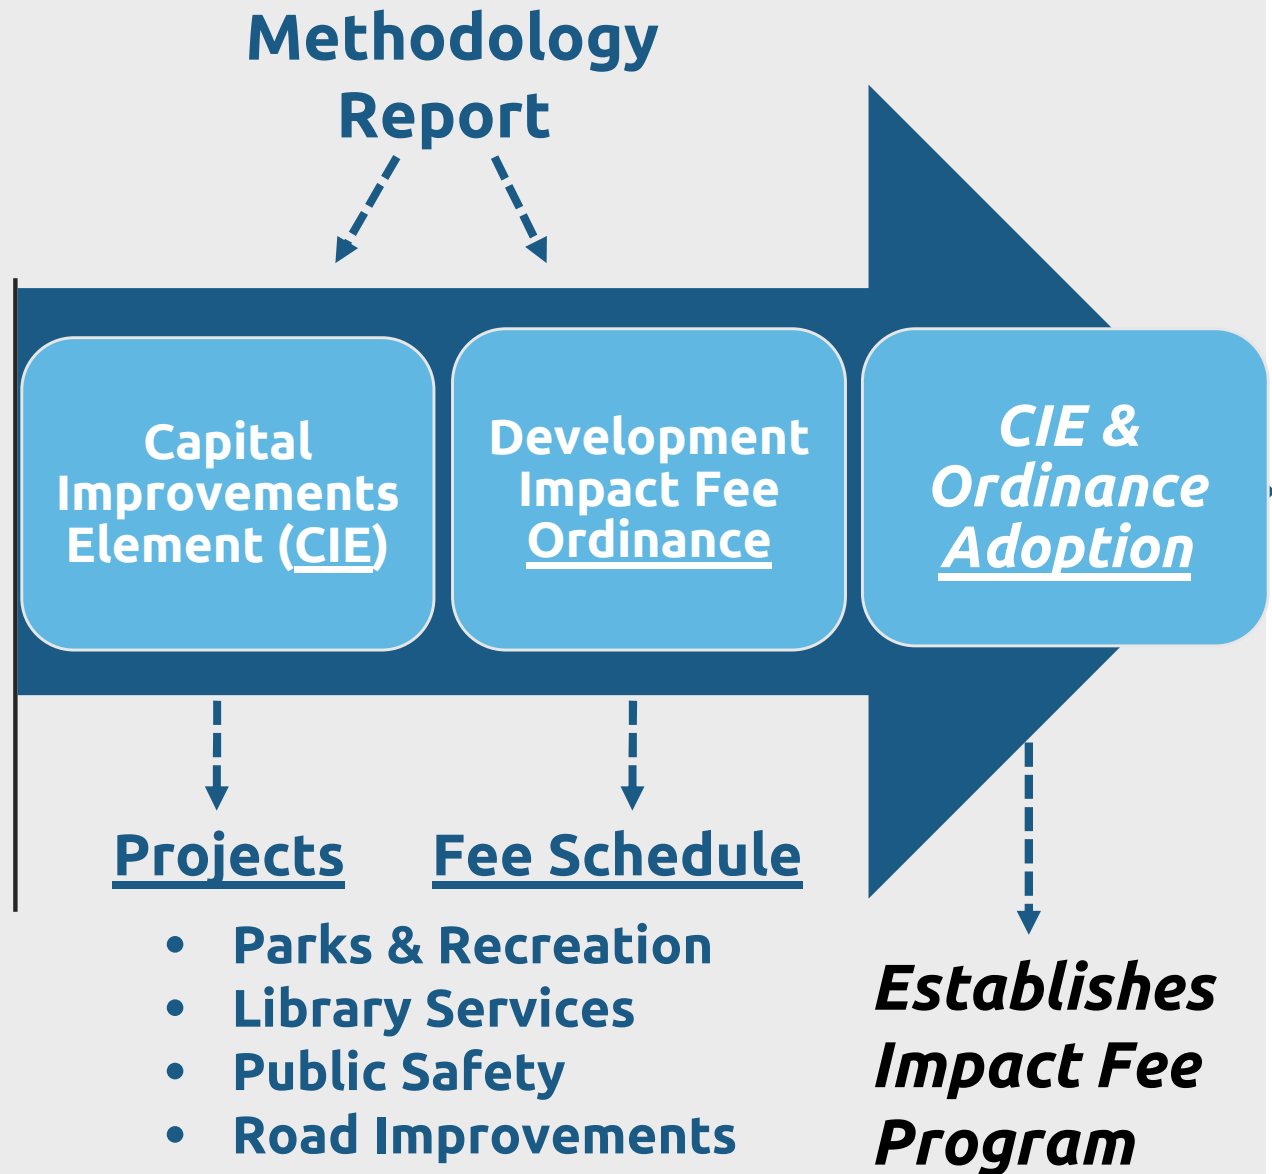 Methodology
Report
Capital
Improvements
Element (CIE)
Development
Impact Fee
Ordinance
CIE &
Ordinance
Adoption
Projects
Fee Schedule
• Parks & Recreation
• Library Services
• Public Safety
• Road Improvements
Establishes
Impact Fee
Program